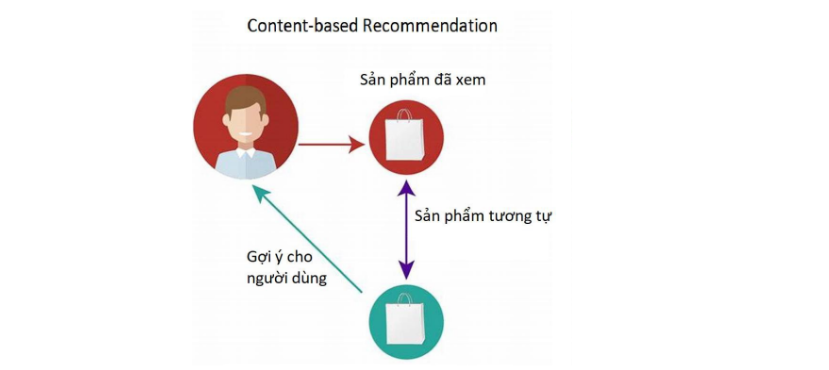 Content-based Recommendation
Sản phẩm đã xem
Sản phẩm tương tự
Gợi ý cho
người dùng